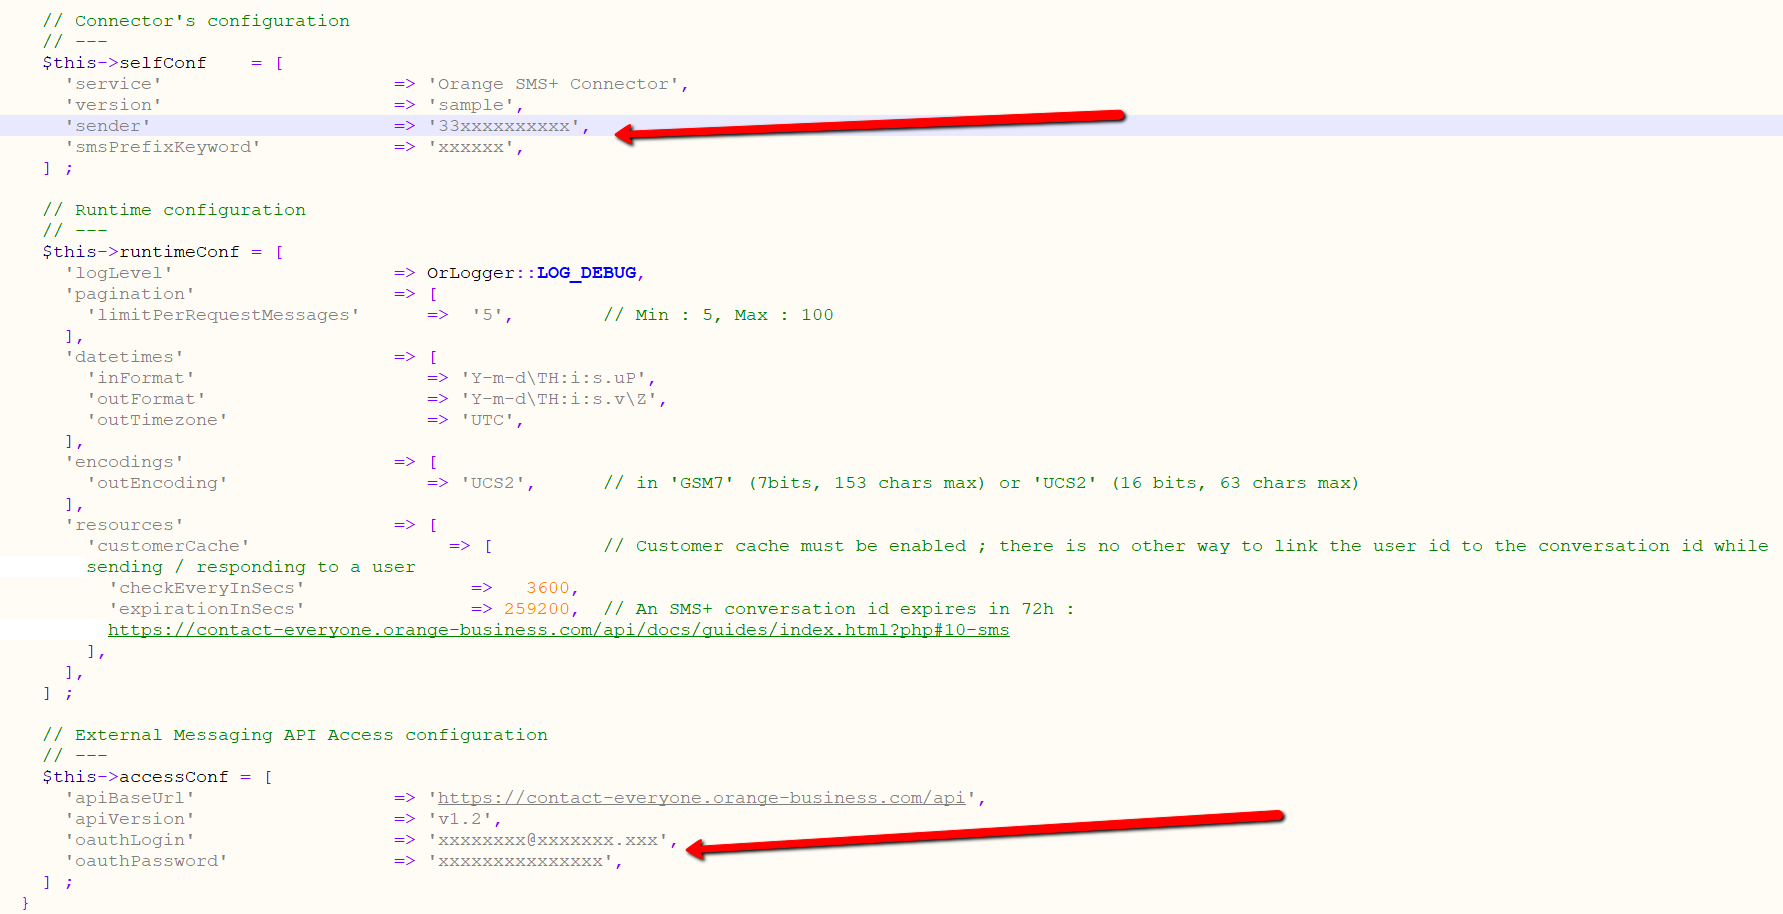 // Connector's configuration
// ---
$this->selfConf    = [
'service'                     => 'Orange SMS+ Connector',
'version'                     => 'sample',
'sender'                      => '33xxxxxxxxxx',
'smsPrefixKeyword'            => 'xxxxxx',
] ;
// Runtime configuration
// ---
$this->runtimeConf = [
'logLevel'                    => OrLogger::LOG_DEBUG,
'pagination'                  => [
'limitPerRequestMessages'      =>  '5',        // Min : 5, Max : 100
],
'datetimes'                   => [
'inFormat'                     => 'Y-m-d\TH:i:s.uP',
'outFormat'                    => 'Y-m-d\TH:i:s.v\Z',
'outTimezone'                  => 'UTC',
],
'encodings'                   => [
'outEncoding'                  => 'UCS2',      // in 'GSM7' (7bits, 153 chars max) or 'UCS2' (16 bits, 63 chars max)
],
'resources'                   => [
'customerCache'                  => [          // Customer cache must be enabled ; there is no other way to link the user id to the conversation id while
sending / responding to a user
'checkEveryInSecs'               =>   3600,
'expirationInSecs'               => 259200,  // An SMS+ conversation id expires in 72h :
https://contact-everyone.orange-business.com/api/docs/guides/index.html?php#10-sms
],
],
] ;
// External Messaging API Access configuration
// ---
$this->accessConf = [
'apiBaseUrl'                  => 'https://contact-everyone.orange-business.com/api',
'apiVersion'                  => 'v1.2',
'oauthLogin'                  => 'xxxxxxxx@xxxxxxx.xxx',
'oauthPassword'               => 'xxxxxxxxxxxxxxx',
] ;
}